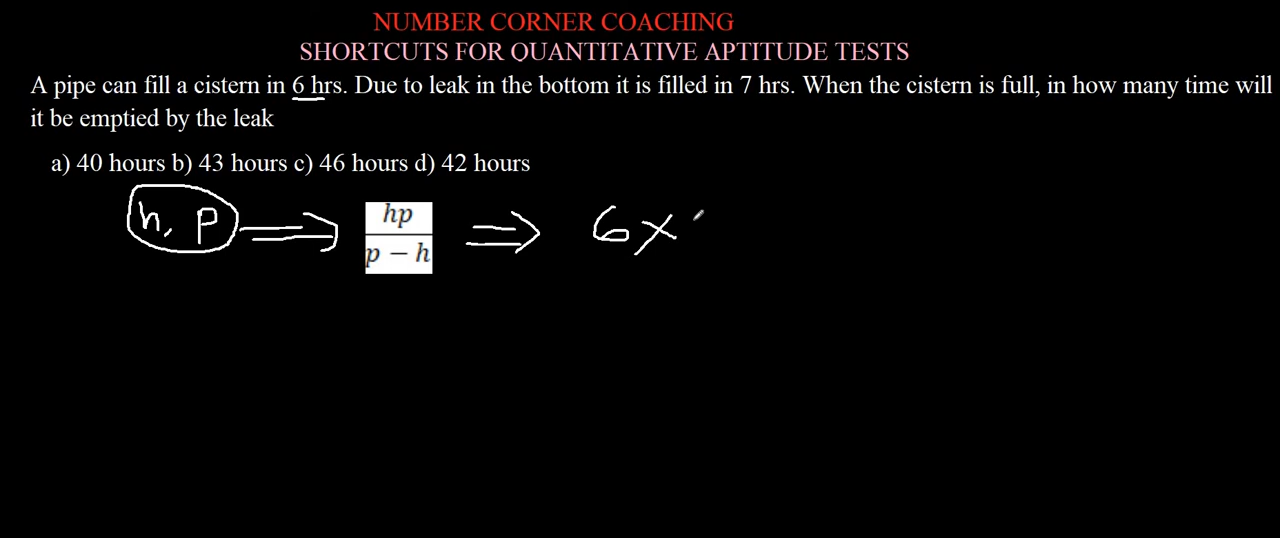 NUMBER CORNER COACHING
SHORTCUTS FOR QUANTITATIVE APTITUDE TESTS
A pipe can fill a cistern in 6 hrs. Due to leak in the bottom it is filled in 7 hrs. When the cistern is full, in how many time will
it be emptied by the leak
a) 40 hours b) 43 hours c) 46 hours d) 42 hours
h, p ⇒ hp / p − h ⇒ 6 ×